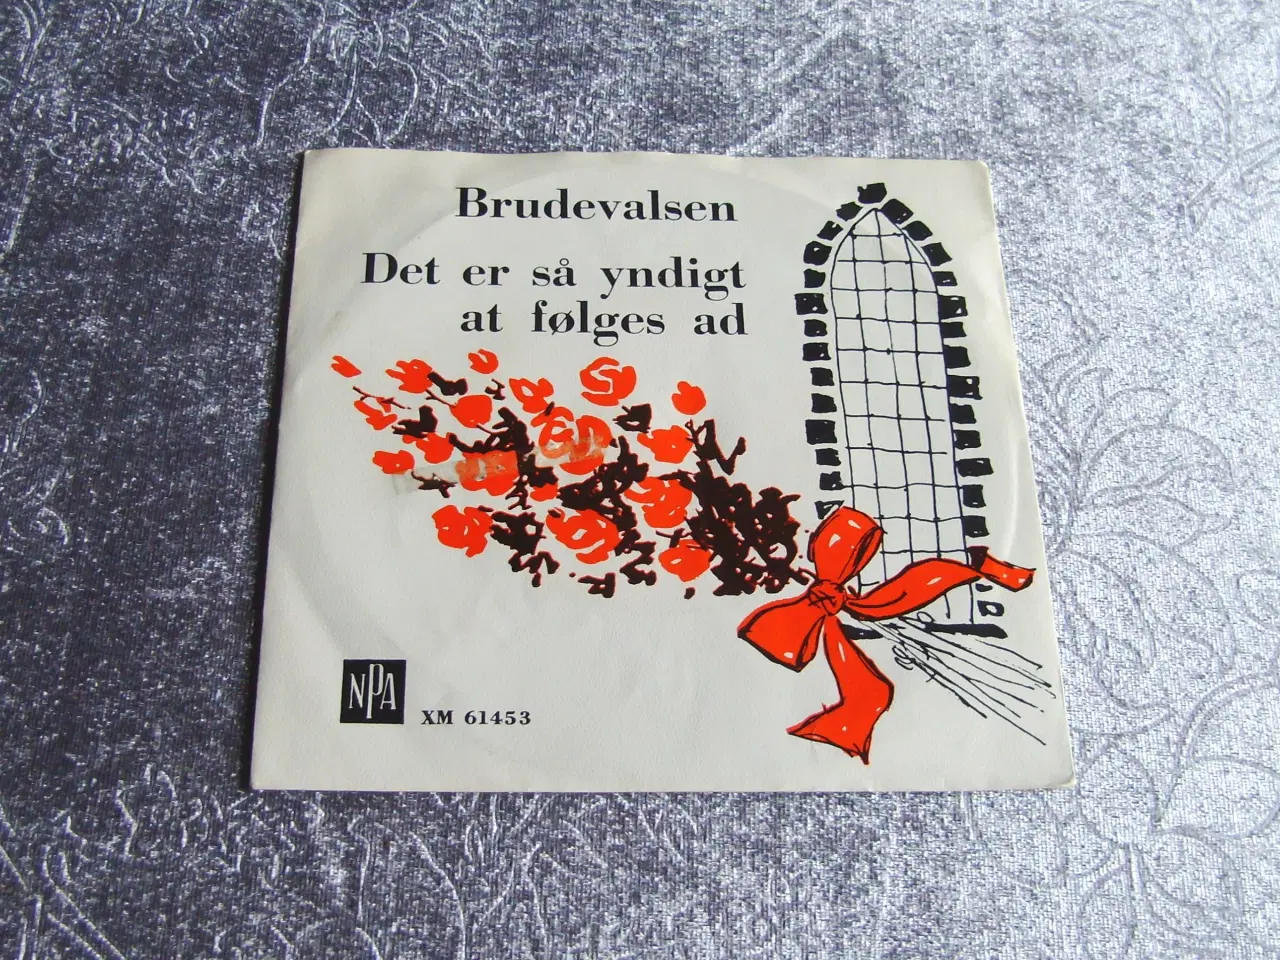 Brudevalsen
Det er så yndigt
at følges ad
NPA
XM 61453